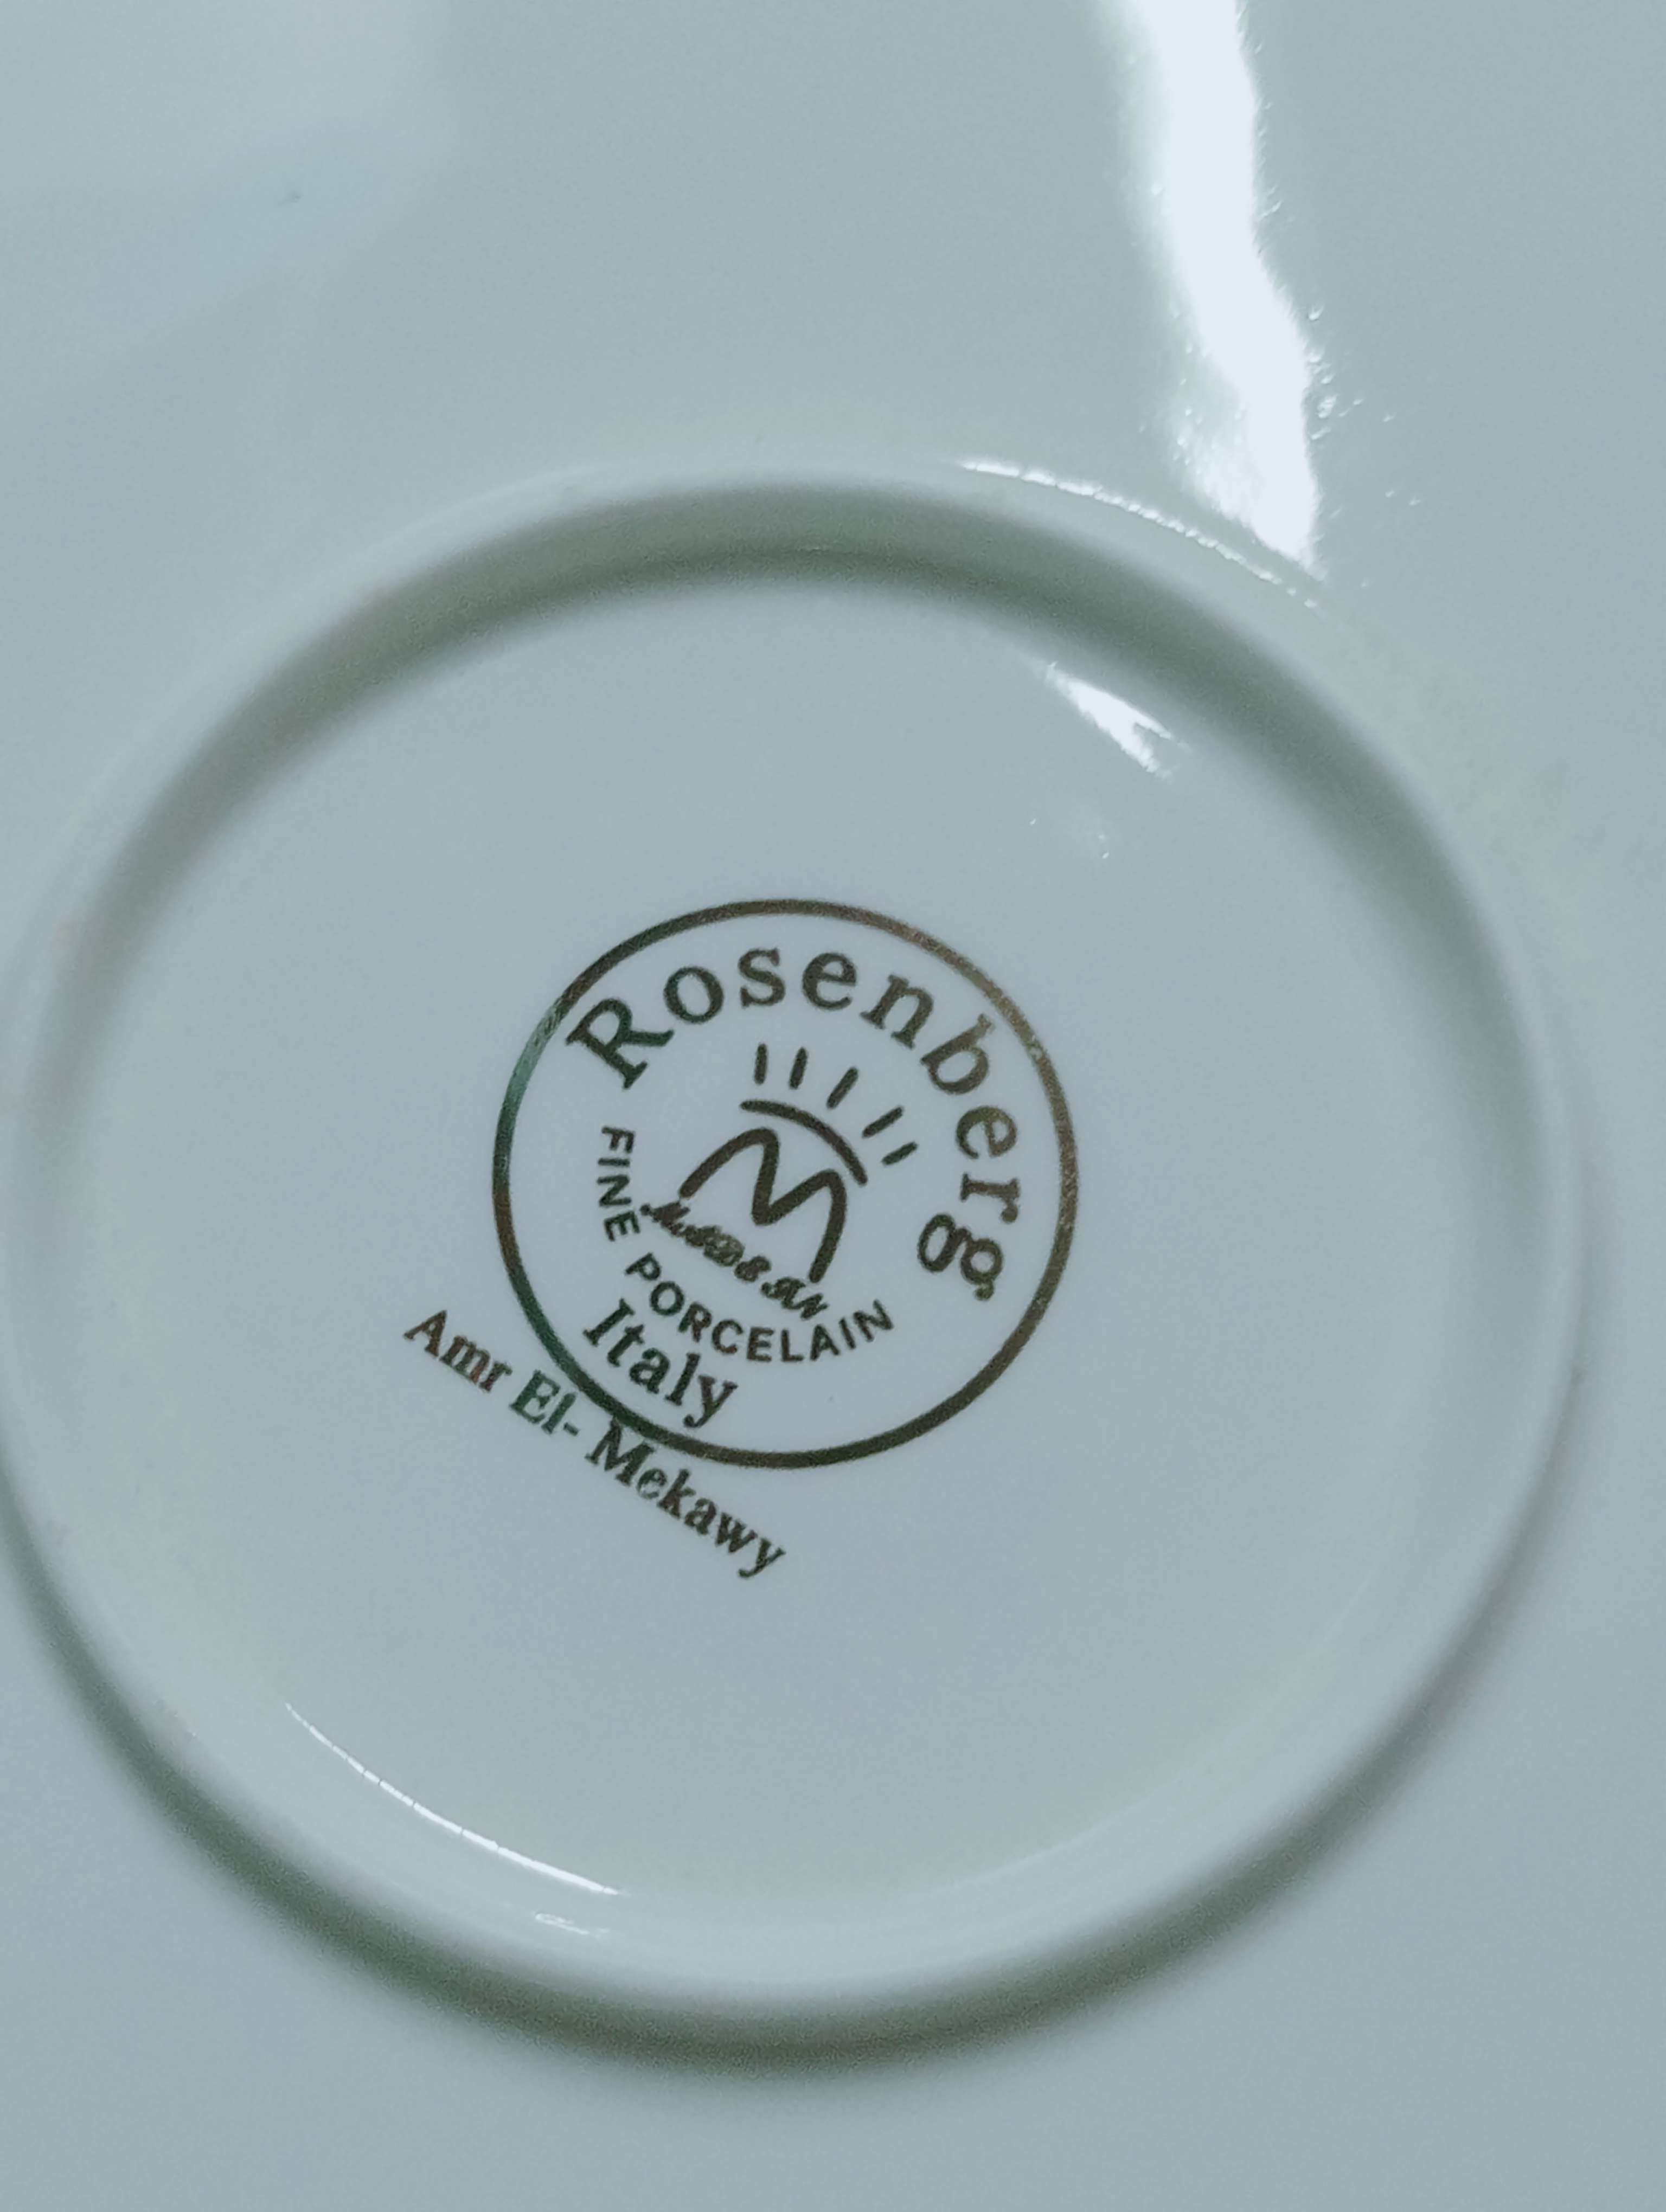 Rosenberg
FINE PORCELAIN
Italy
Amr El- Mekawy